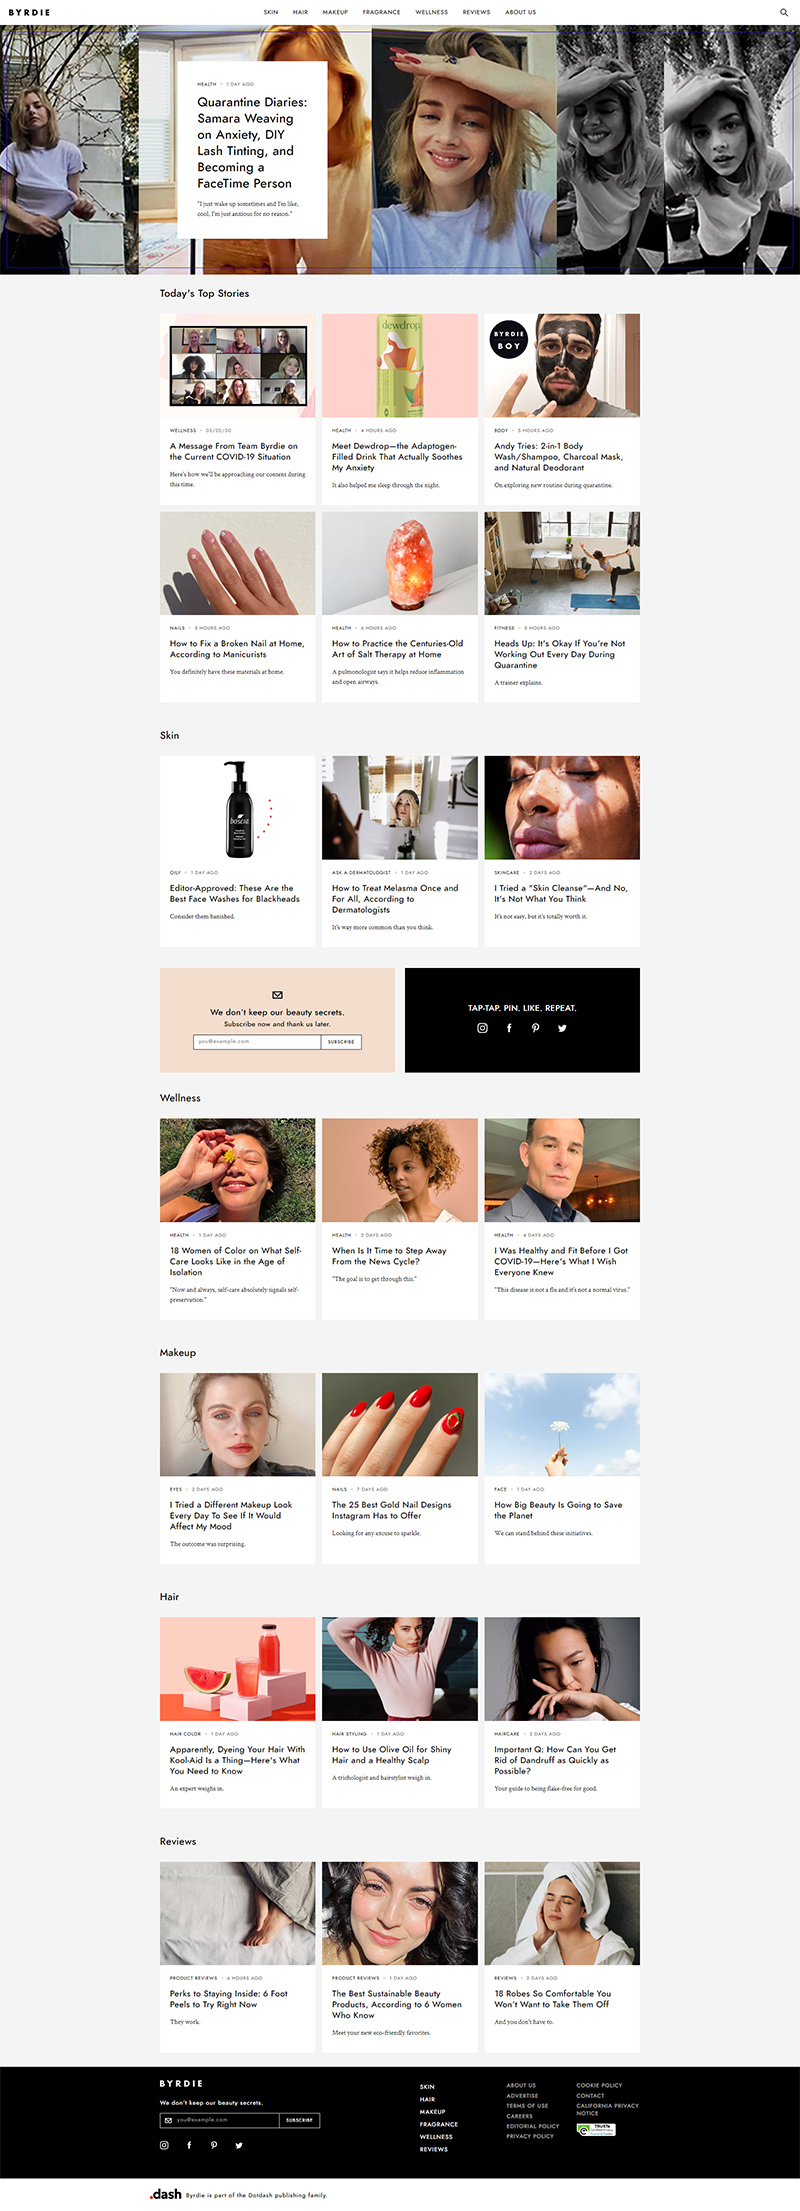 BYRDIE
SKIN HAIR MAKEUP FRAGRANCE WELLNESS REVIEWS ABOUT US
HEALTH • 1 DAY AGO
Quarantine Diaries:
Samara Weaving
on Anxiety, DIY
Lash Tinting, and
Becoming a
FaceTime Person
"I just wake up sometimes and I'm like,
cool, I'm just anxious for no reason."
Today's Top Stories
WELLNESS • 03/20/20
A Message From Team Byrdie on
the Current COVID-19 Situation
Here's how we'll be approaching our content during
this time.
dewdrop
HEALTH • 4 HOURS AGO
Meet Dewdrop—the Adaptogen-
Filled Drink That Actually Soothes
My Anxiety
It also helped me sleep through the night.
BYRDIE
BOY
BODY • 5 HOURS AGO
Andy Tries: 2-in-1 Body
Wash/Shampoo, Charcoal Mask,
and Natural Deodorant
On exploring new routine during quarantine.
NAILS • 5 HOURS AGO
How to Fix a Broken Nail at Home,
According to Manicurists
You definitely have these materials at home.
HEALTH • 6 HOURS AGO
How to Practice the Centuries-Old
Art of Salt Therapy at Home
A pulmonologist says it helps reduce inflammation
and open airways.
FITNESS • 8 HOURS AGO
Heads Up: It's Okay If You're Not
Working Out Every Day During
Quarantine
A trainer explains.
Skin
boscia
OILY • 1 DAY AGO
Editor-Approved: These Are the
Best Face Washes for Blackheads
Consider them banished.
ASK A DERMATOLOGIST • 1 DAY AGO
How to Treat Melasma Once and
For All, According to
Dermatologists
It's way more common than you think.
SKINCARE • 2 DAYS AGO
I Tried a "Skin Cleanse"—And No,
It's Not What You Think
It's not easy, but it's totally worth it.
We don't keep our beauty secrets.
Subscribe now and thank us later.
you@example.com SUBSCRIBE
TAP-TAP, PIN, LIKE, REPEAT.
Wellness
HEALTH • 1 DAY AGO
18 Women of Color on What Self-
Care Looks Like in the Age of
Isolation
"Now and always, self-care absolutely signals self-
preservation."
HEALTH • 2 DAYS AGO
When Is It Time to Step Away
From the News Cycle?
"The goal is to get through this."
HEALTH • 4 DAYS AGO
I Was Healthy and Fit Before I Got
COVID-19—Here's What I Wish
Everyone Knew
"This disease is not a flu and it's not a normal virus."
Makeup
EYES • 2 DAYS AGO
I Tried a Different Makeup Look
Every Day To See If It Would
Affect My Mood
The outcome was surprising.
NAILS • 7 DAYS AGO
The 25 Best Gold Nail Designs
Instagram Has to Offer
Looking for any excuse to sparkle.
FACE • 1 DAY AGO
How Big Beauty Is Going to Save
the Planet
We can stand behind these initiatives.
Hair
HAIR COLOR • 1 DAY AGO
Apparently, Dyeing Your Hair With
Kool-Aid Is a Thing—Here's What
You Need to Know
An expert weighs in.
HAIR STYLING • 1 DAY AGO
How to Use Olive Oil for Shiny
Hair and a Healthy Scalp
A trichologist and hairstylist weigh in.
HAIRCARE • 2 DAYS AGO
Important Q: How Can You Get
Rid of Dandruff as Quickly as
Possible?
Your guide to being flake-free for good.
Reviews
PRODUCT REVIEWS • 6 HOURS AGO
Perks to Staying Inside: 6 Foot
Peels to Try Right Now
They work.
PRODUCT REVIEWS • 1 DAY AGO
The Best Sustainable Beauty
Products, According to 6 Women
Who Know
Meet your new eco-friendly favorites.
REVIEWS • 2 DAYS AGO
18 Robes So Comfortable You
Won't Want to Take Them Off
And you don't have to.
BYRDIE
We don't keep our beauty secrets.
you@example.com SUBSCRIBE
SKIN
HAIR
MAKEUP
FRAGRANCE
WELLNESS
REVIEWS
ABOUT US
ADVERTISE
TERMS OF USE
CAREERS
EDITORIAL POLICY
PRIVACY POLICY
COOKIE POLICY
CONTACT
CALIFORNIA PRIVACY
NOTICE
TRUSTe
.dash Byrdie is part of the Dotdash publishing family.